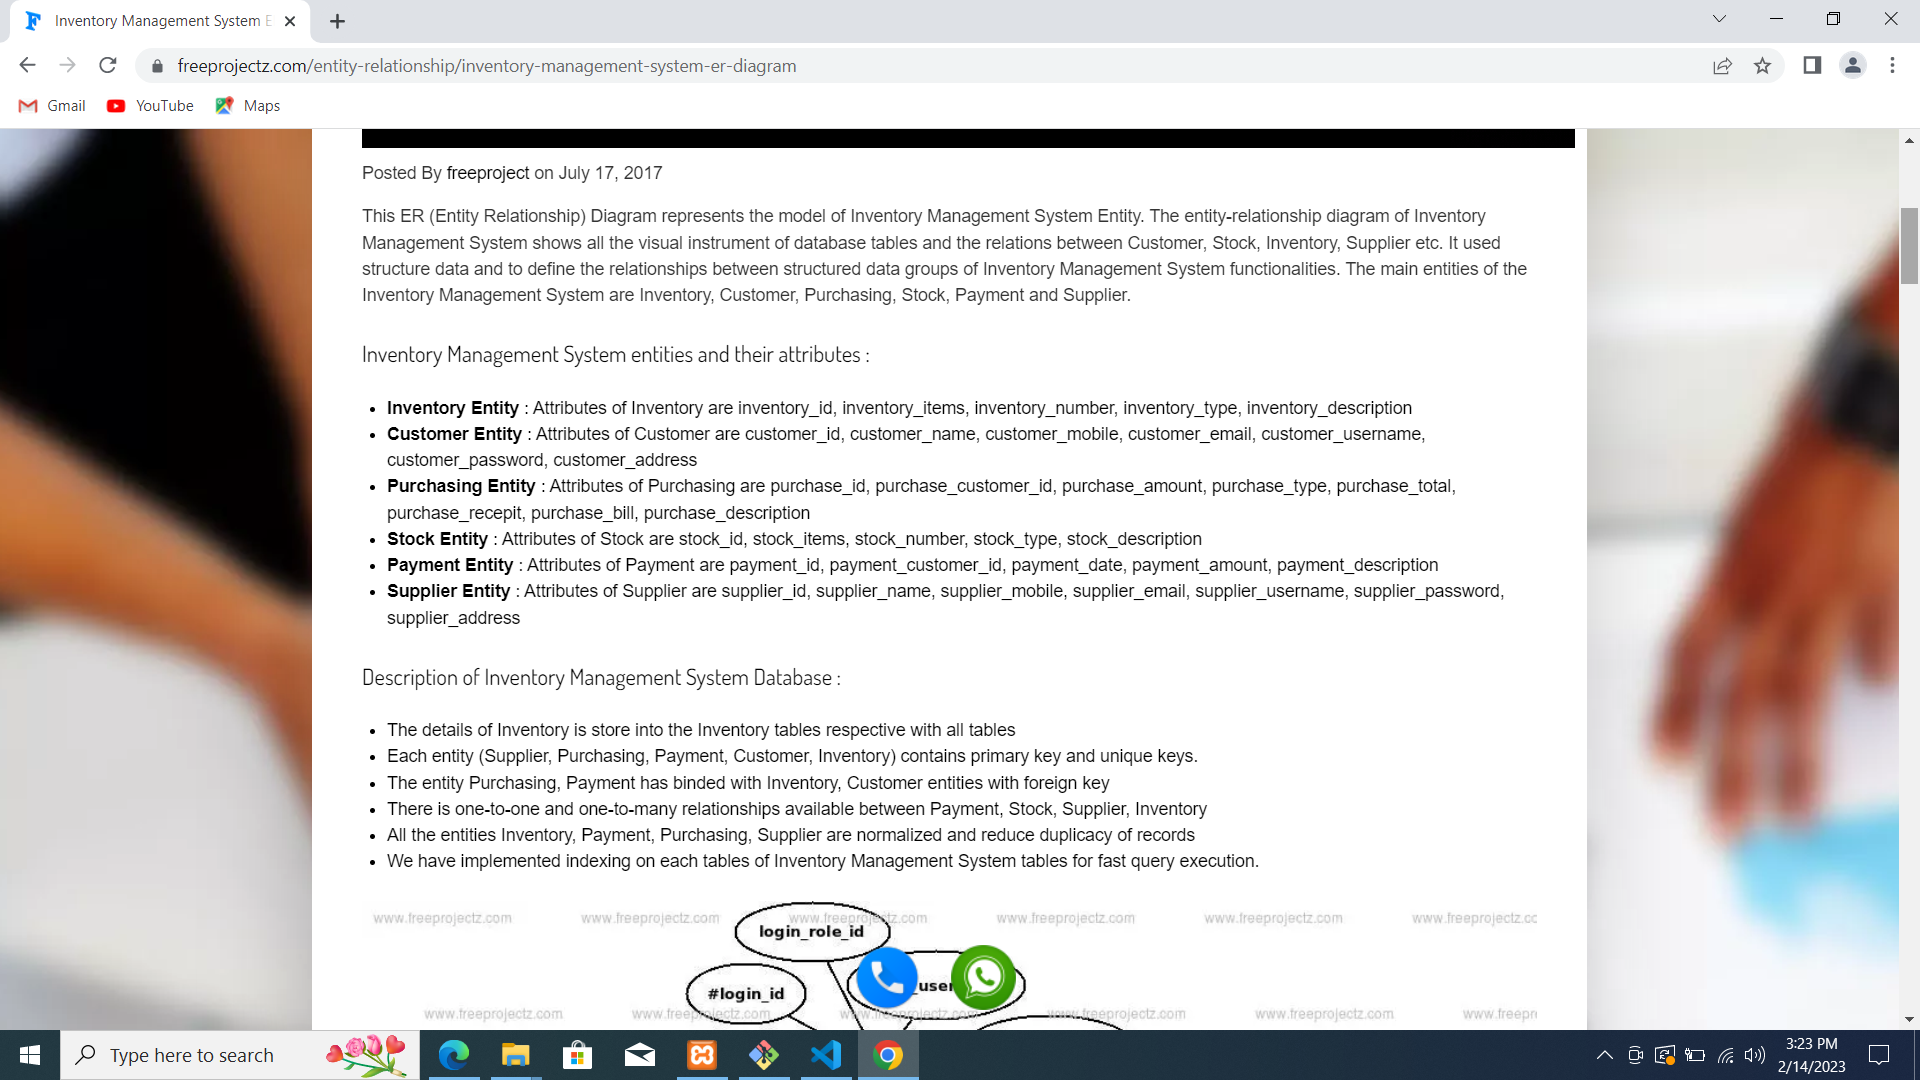 Inventory Management System E
freeprojectz.com/entity-relationship/inventory-management-system-er-diagram
Gmail
YouTube
Maps
Posted By freeproject on July 17, 2017
This ER (Entity Relationship) Diagram represents the model of Inventory Management System Entity. The entity-relationship diagram of Inventory
Management System shows all the visual instrument of database tables and the relations between Customer, Stock, Inventory, Supplier etc. It used
structure data and to define the relationships between structured data groups of Inventory Management System functionalities. The main entities of the
Inventory Management System are Inventory, Customer, Purchasing, Stock, Payment and Supplier.
Inventory Management System entities and their attributes :
Inventory Entity : Attributes of Inventory are inventory_id, inventory_items, inventory_number, inventory_type, inventory_description
Customer Entity : Attributes of Customer are customer_id, customer_name, customer_mobile, customer_email, customer_username,
customer_password, customer_address
Purchasing Entity : Attributes of Purchasing are purchase_id, purchase_customer_id, purchase_amount, purchase_type, purchase_total,
purchase_recepit, purchase_bill, purchase_description
Stock Entity : Attributes of Stock are stock_id, stock_items, stock_number, stock_type, stock_description
Payment Entity : Attributes of Payment are payment_id, payment_customer_id, payment_date, payment_amount, payment_description
Supplier Entity : Attributes of Supplier are supplier_id, supplier_name, supplier_mobile, supplier_email, supplier_username, supplier_password,
supplier_address
Description of Inventory Management System Database :
The details of Inventory is store into the Inventory tables respective with all tables
Each entity (Supplier, Purchasing, Payment, Customer, Inventory) contains primary key and unique keys.
The entity Purchasing, Payment has binded with Inventory, Customer entities with foreign key
There is one-to-one and one-to-many relationships available between Payment, Stock, Supplier, Inventory
All the entities Inventory, Payment, Purchasing, Supplier are normalized and reduce duplicacy of records
We have implemented indexing on each tables of Inventory Management System tables for fast query execution.
www.freeprojectz.com www.freeprojectz.com www.freeprojectz.com www.freeprojectz.com www.freeprojectz.com www.freeprojectz.cc
login_role_id
#login_id
_user
www.freeprojectz.com www.freeprojectz.com www.freeprojectz.com www.freeprojectz.com www.freeprojectz.com www.freepr
Type here to search
3:23 PM
2/14/2023